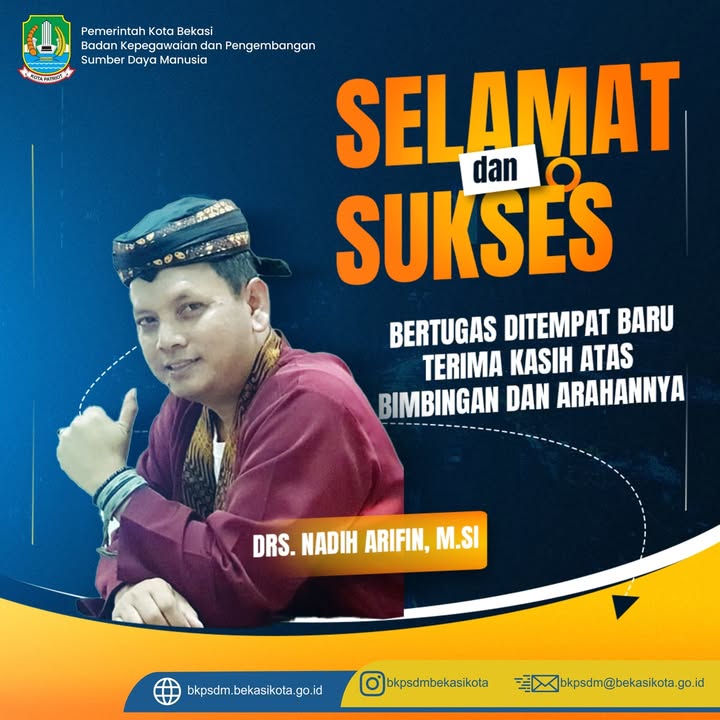 Pemerintah Kota Bekasi
Badan Kepegawaian dan Pengembangan
Sumber Daya Manusia
KOTA PATRIOT
SELAMAT
dan
SUKSES
BERTUGAS DITEMPAT BARU
TERIMA KASIH ATAS
BIMBINGAN DAN ARAHANNYA
DRS. NADIH ARIFIN, M.SI
bkpsdm.bekasikota.go.id
bkpsdmbekasikota
bkpsdm@bekasikota.go.id